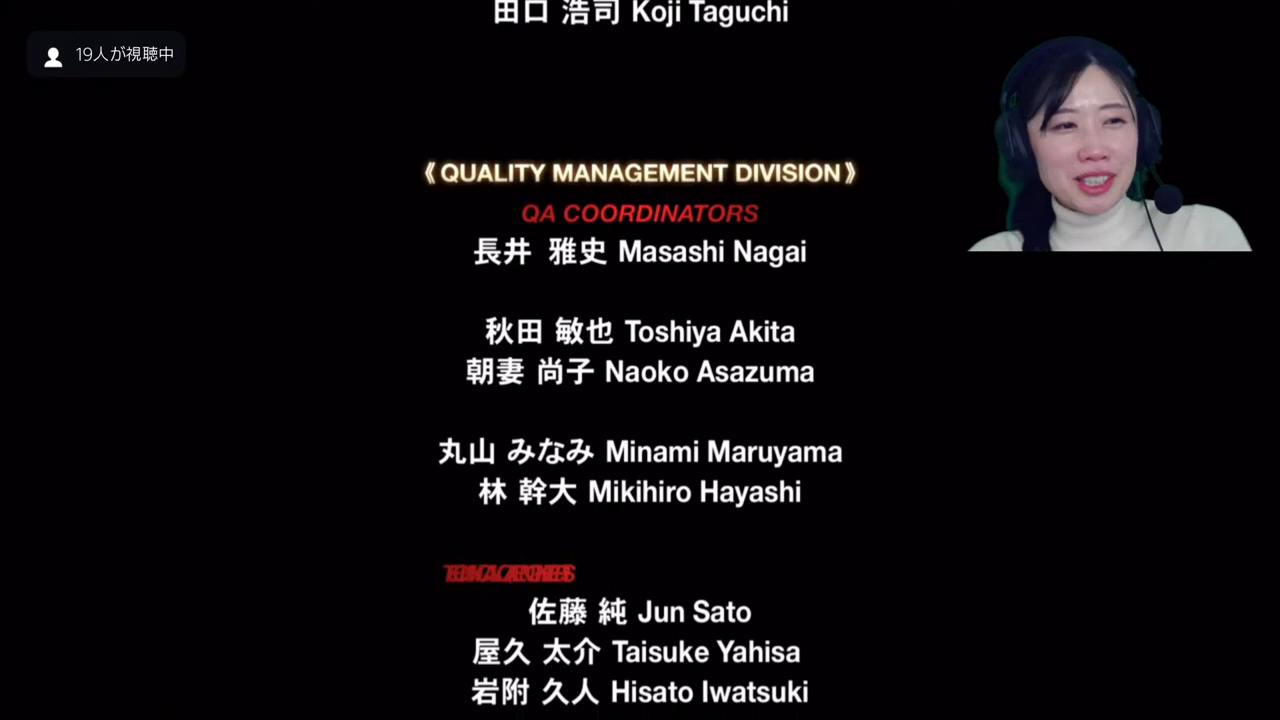 田口 浩司 Koji Taguchi
19人が視聴中
《 QUALITY MANAGEMENT DIVISION 》
QA COORDINATORS
長井 雅史 Masashi Nagai
秋田 敏也 Toshiya Akita
朝妻 尚子 Naoko Asazuma
丸山 みなみ Minami Maruyama
林 幹大 Mikihiro Hayashi
佐藤 純 Jun Sato
屋久 太介 Taisuke Yahisa
岩附 久人 Hisato Iwatsuki